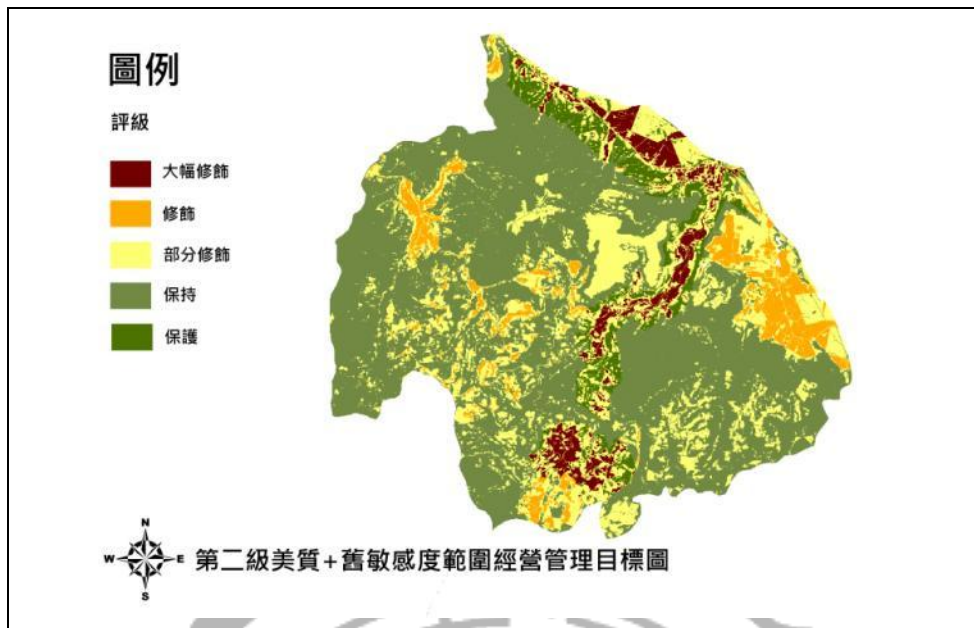 圖例
評級
大幅修飾
修飾
部分修飾
保持
保護
N
W E
S
第二級美質+舊敏感度範圍經營管理目標圖